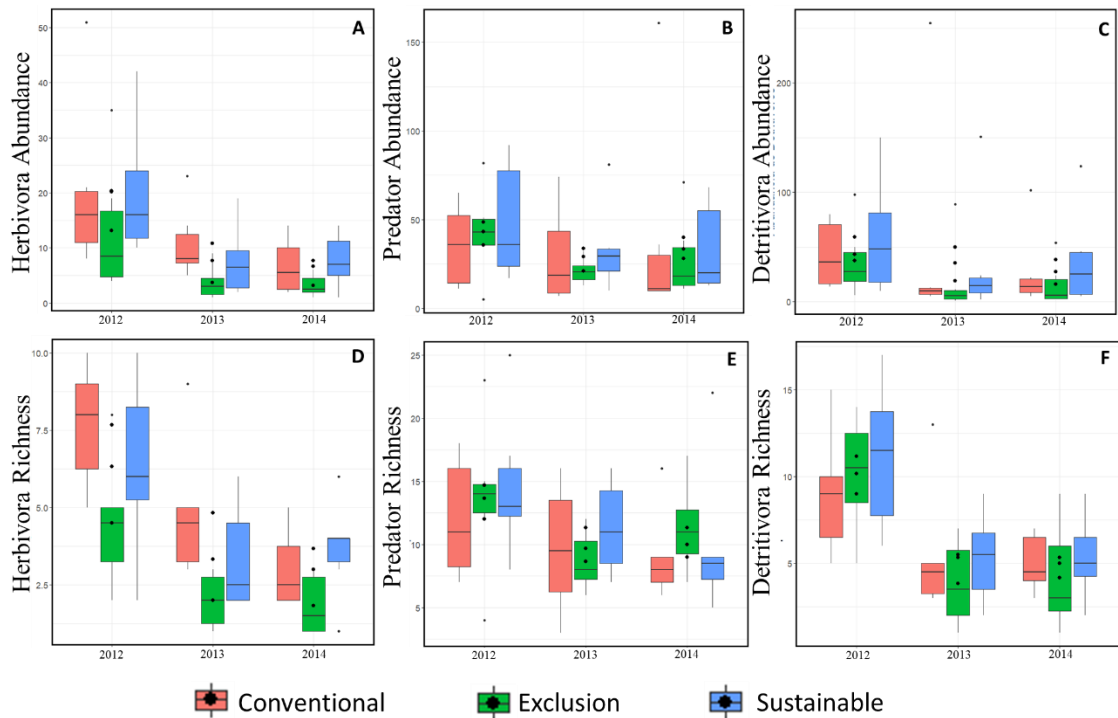 A
Herbivora Abundance
50
40
30
20
10
0
2012 2013 2014
B
Predator Abundance
150
100
50
0
2012 2013 2014
C
Detritivora Abundance
200
100
0
2012 2013 2014
D
Herbivora Richness
10.0
7.5
5.0
2.5
2012 2013 2014
E
Predator Richness
25
20
15
10
5
2012 2013 2014
F
Detritivora Richness
15
10
5
2012 2013 2014
Conventional Exclusion Sustainable